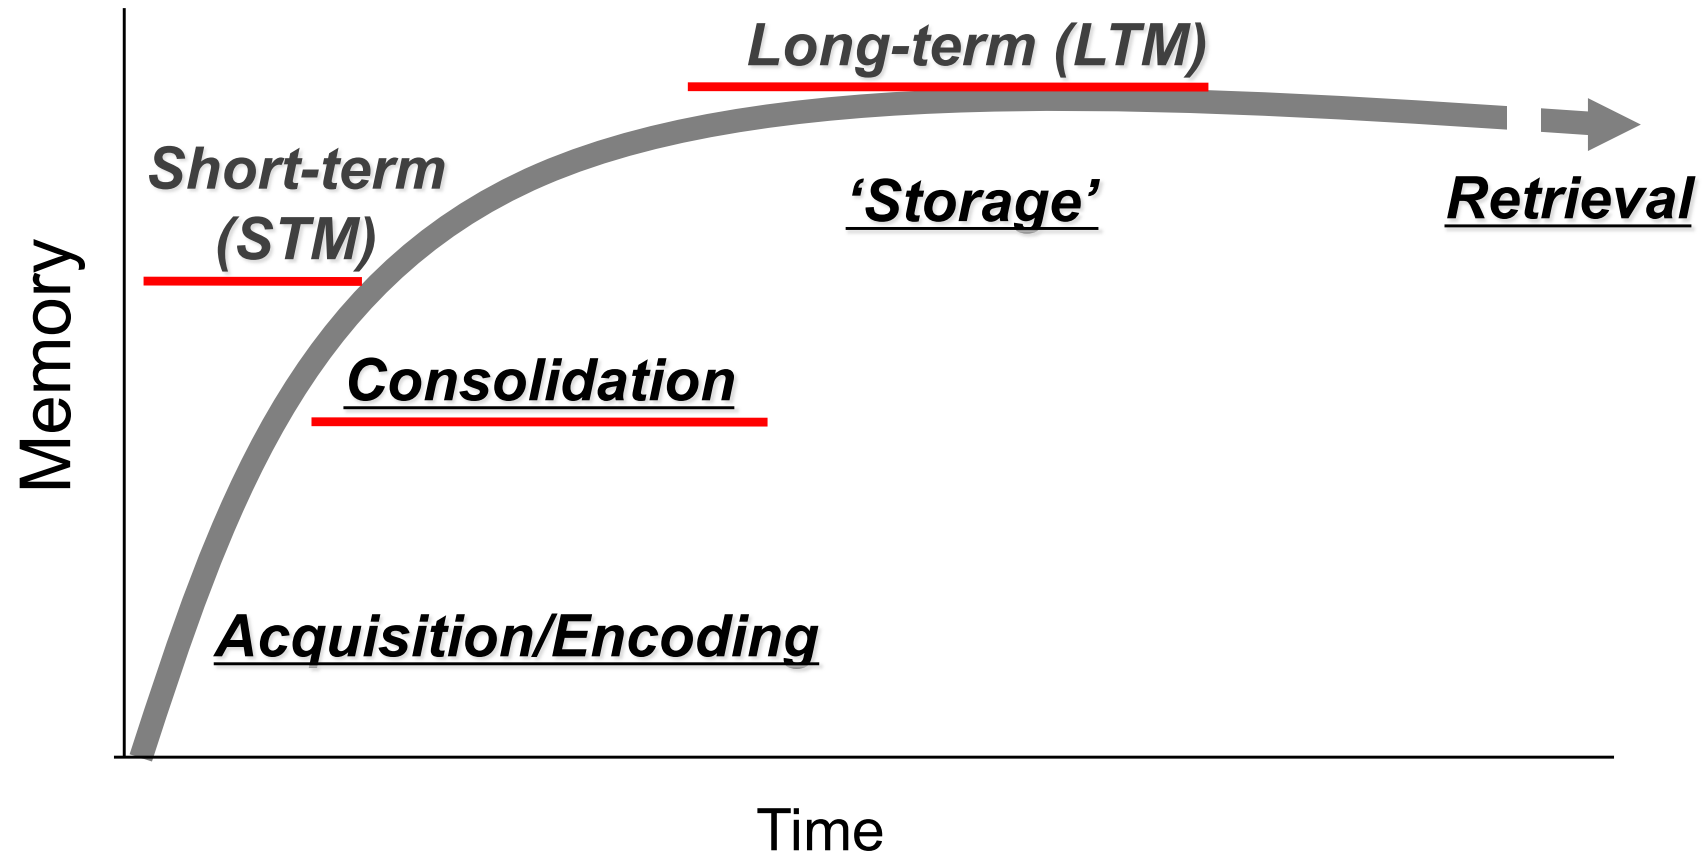 Long-term (LTM)
Short-term
(STM)
‘Storage’
Retrieval
Memory
Consolidation
Acquisition/Encoding
Time